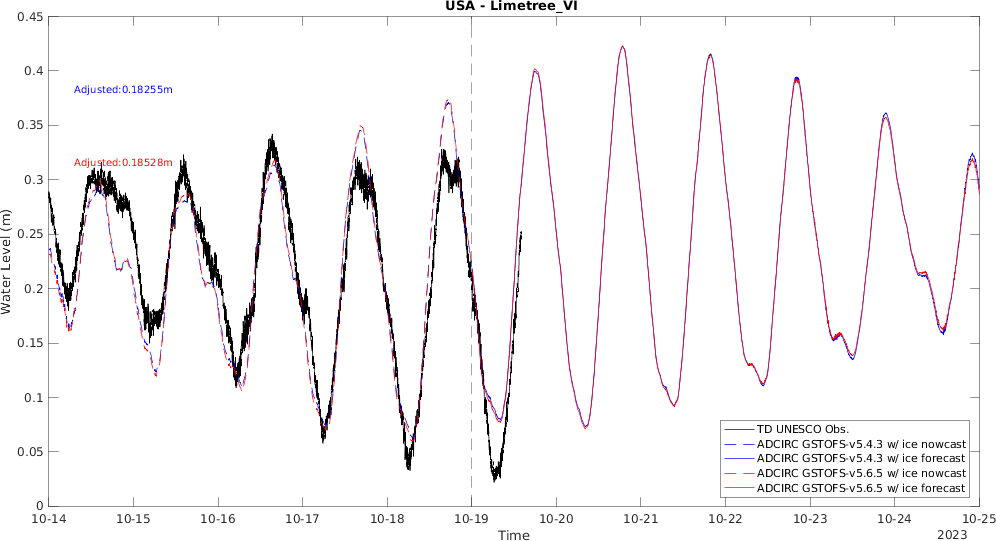 USA - Limetree_VI
0.45
0.4
0.35
0.3
0.25
0.2
0.15
0.1
0.05
0
Water Level (m)
Adjusted:0.18255m
Adjusted:0.18528m
TD UNESCO Obs.
ADCIRC GSTOFS-v5.4.3 w/ ice nowcast
ADCIRC GSTOFS-v5.4.3 w/ ice forecast
ADCIRC GSTOFS-v5.6.5 w/ ice nowcast
ADCIRC GSTOFS-v5.6.5 w/ ice forecast
10-14 10-15 10-16 10-17 10-18 10-19 10-20 10-21 10-22 10-23 10-24 10-25
Time
2023